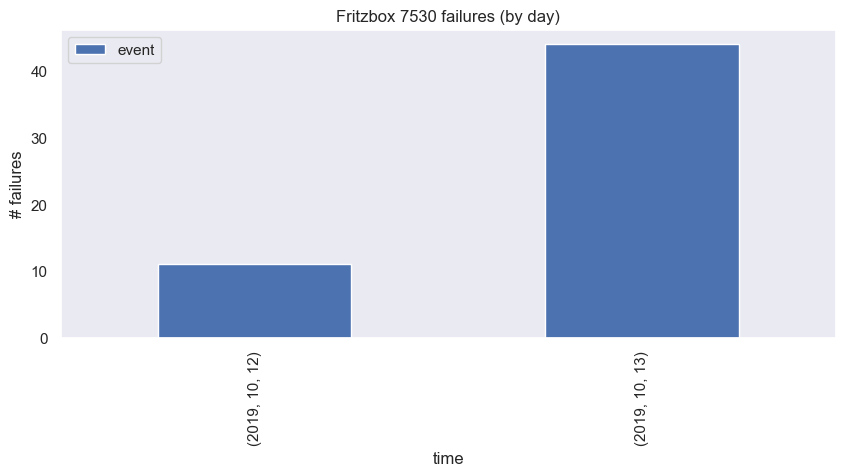 Fritzbox 7530 failures (by day)
event
# failures
40
30
20
10
0
(2019, 10, 12)
(2019, 10, 13)
time